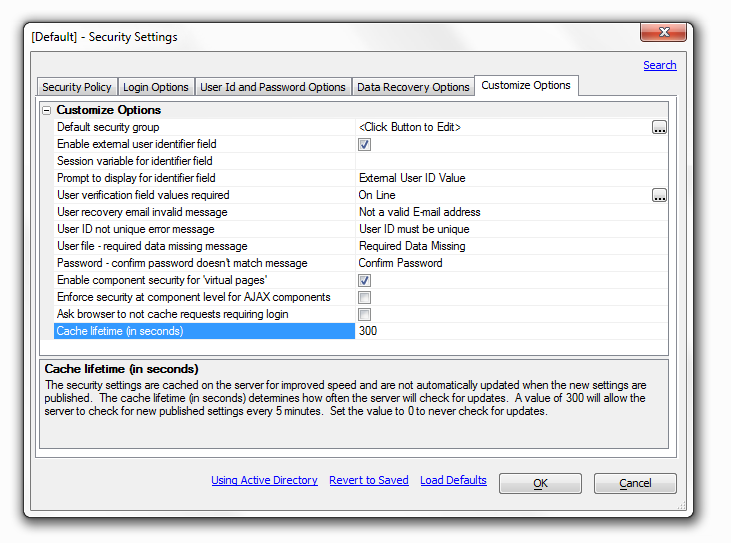 [Default] - Security Settings
Search
Security Policy Login Options User Id and Password Options Data Recovery Options Customize Options
Customize Options
Default security group <Click Button to Edit> ...
Enable external user identifier field
Session variable for identifier field
Prompt to display for identifier field External User ID Value
User verification field values required On Line ...
User recovery email invalid message Not a valid E-mail address
User ID not unique error message User ID must be unique
User file - required data missing message Required Data Missing
Password - confirm password doesn't match message Confirm Password
Enable component security for 'virtual pages'
Enforce security at component level for AJAX components
Ask browser to not cache requests requiring login
Cache lifetime (in seconds) 300
Cache lifetime (in seconds)
The security settings are cached on the server for improved speed and are not automatically updated when the new settings are
published. The cache lifetime (in seconds) determines how often the server will check for updates. A value of 300 will allow the
server to check for new published settings every 5 minutes. Set the value to 0 to never check for updates.
Using Active Directory Revert to Saved Load Defaults OK Cancel